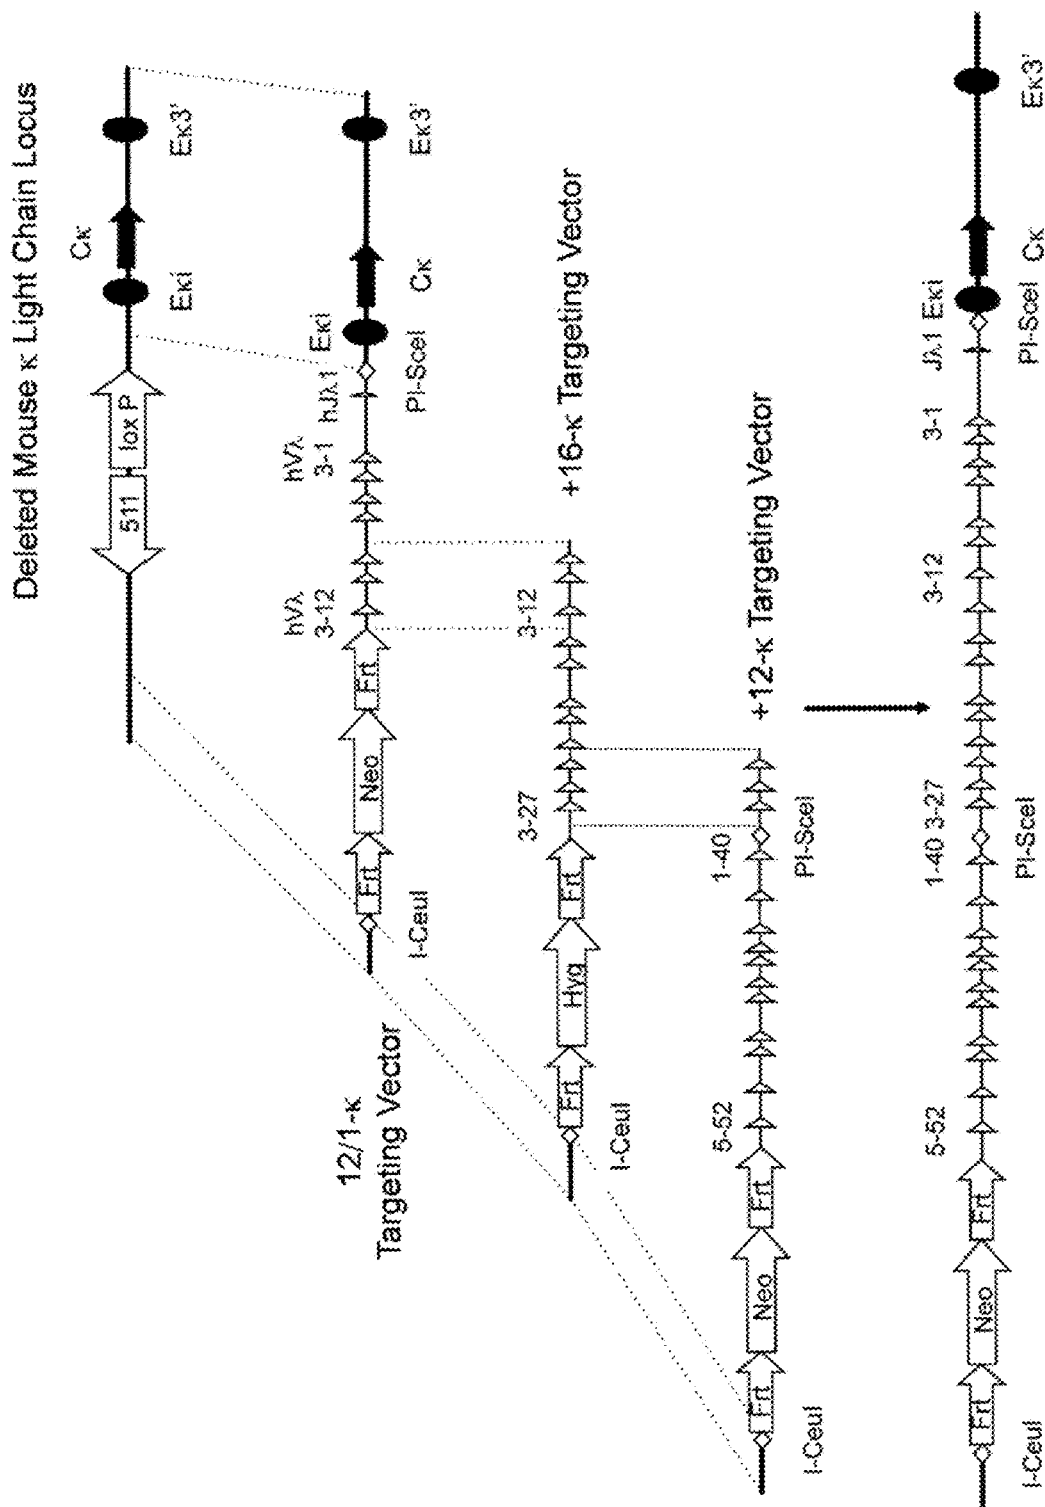 Deleted Mouse κ Light Chain Locus
Cκ
511
lox P
Eκi
Eκ3'
12/1-κ
Targeting Vector
hVλ
3-12
hVλ
3-1
hJλ1
Eκi
Frt
Neo
Frt
I-CeuI
PI-SceI
Cκ
Eκ3'
+16-κ Targeting Vector
3-27
3-12
Frt
Hyg
Frt
I-CeuI
+12-κ Targeting Vector
5-52
1-40
Frt
Neo
Frt
I-CeuI
PI-SceI
5-52
1-40
3-27
3-12
3-1
Jλ1
Eκi
Frt
Neo
Frt
I-CeuI
PI-SceI
PI-SceI
Cκ
Eκ3'